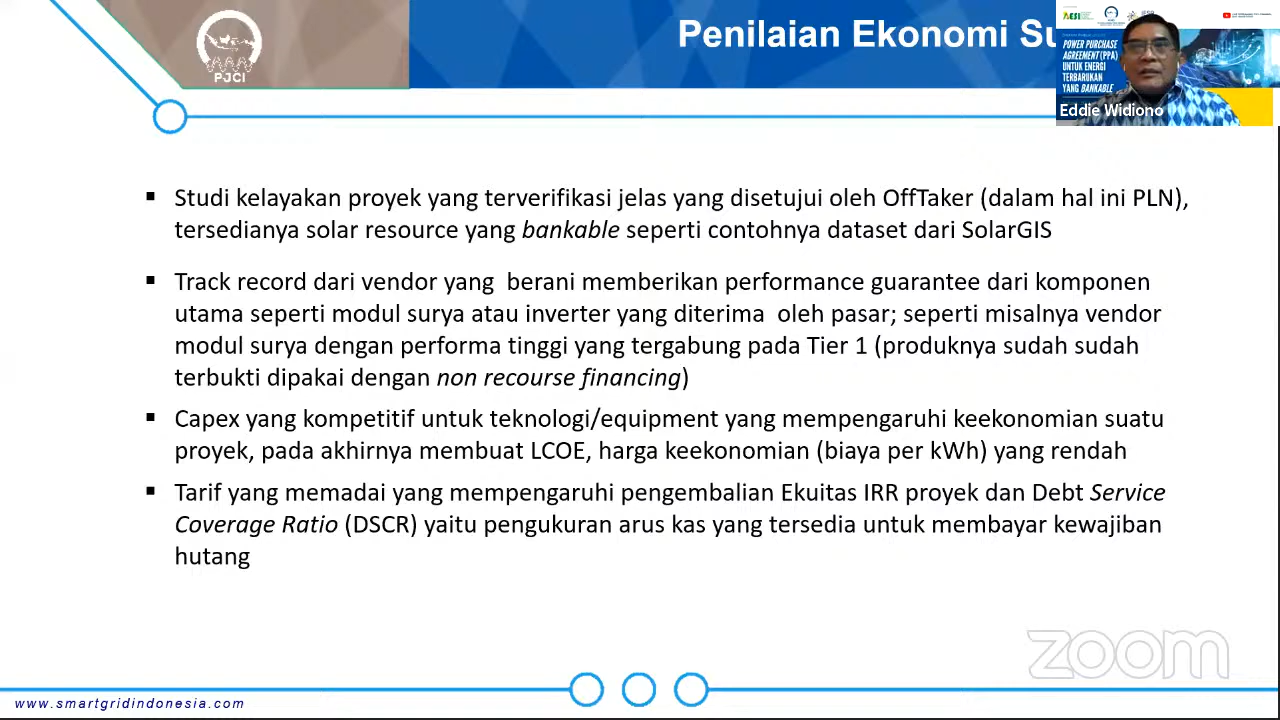 PJCI
Penilaian Ekonomi
AESI
POWER PURCHASE
AGREEMENT (PPA)
UNTUK ENERGI
TERBARUKAN
YANG BANKABLE
Eddie Widiono
▪ Studi kelayakan proyek yang terverifikasi jelas yang disetujui oleh OffTaker (dalam hal ini PLN),
tersedianya solar resource yang bankable seperti contohnya dataset dari SolarGIS
▪ Track record dari vendor yang berani memberikan performance guarantee dari komponen
utama seperti modul surya atau inverter yang diterima oleh pasar; seperti misalnya vendor
modul surya dengan performa tinggi yang tergabung pada Tier 1 (produknya sudah sudah
terbukti dipakai dengan non recourse financing)
▪ Capex yang kompetitif untuk teknologi/equipment yang mempengaruhi keekonomian suatu
proyek, pada akhirnya membuat LCOE, harga keekonomian (biaya per kWh) yang rendah
▪ Tarif yang memadai yang mempengaruhi pengembalian Ekuitas IRR proyek dan Debt Service
Coverage Ratio (DSCR) yaitu pengukuran arus kas yang tersedia untuk membayar kewajiban
hutang
zoom
www.smartgridindonesia.com